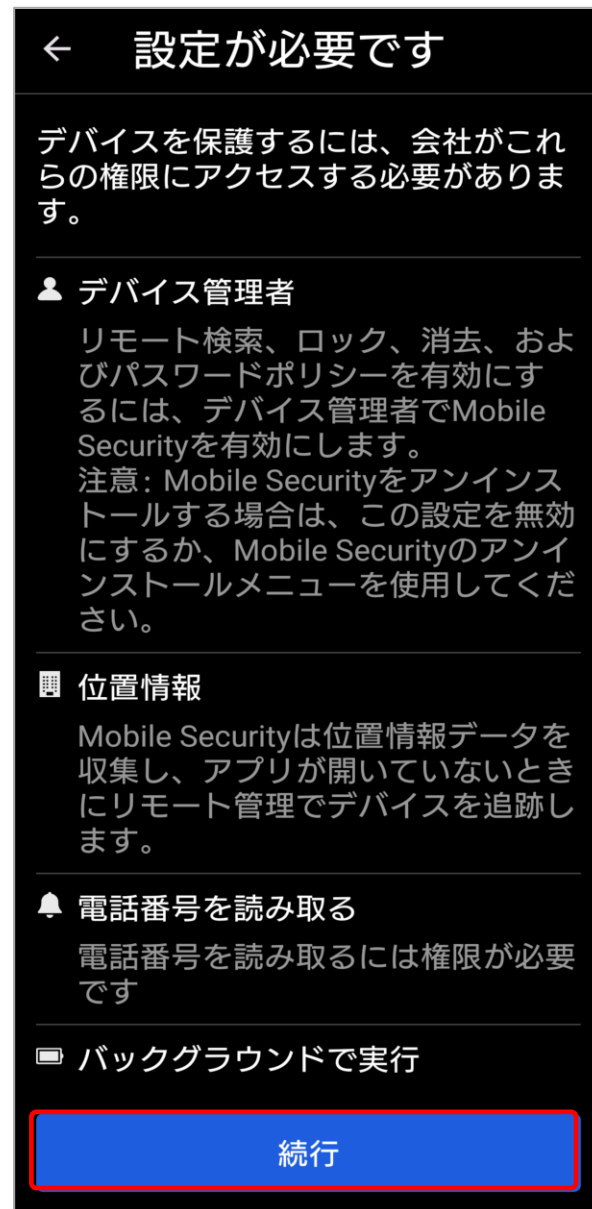 設定が必要です
デバイスを保護するには、会社がこれ
らの権限にアクセスする必要がありま
す。
デバイス管理者
リモート検索、ロック、消去、およ
びパスワードポリシーを有効にす
るには、デバイス管理者でMobile
Securityを有効にします。
注意: Mobile Securityをアンインス
トールする場合は、この設定を無効
にするか、Mobile Securityのアンイ
ンストールメニューを使用してくだ
さい。
位置情報
Mobile Securityは位置情報データを
収集し、アプリが開いていないとき
にリモート管理でデバイスを追跡し
ます。
電話番号を読み取る
電話番号を読み取るには権限が必要
です
バックグラウンドで実行
続行